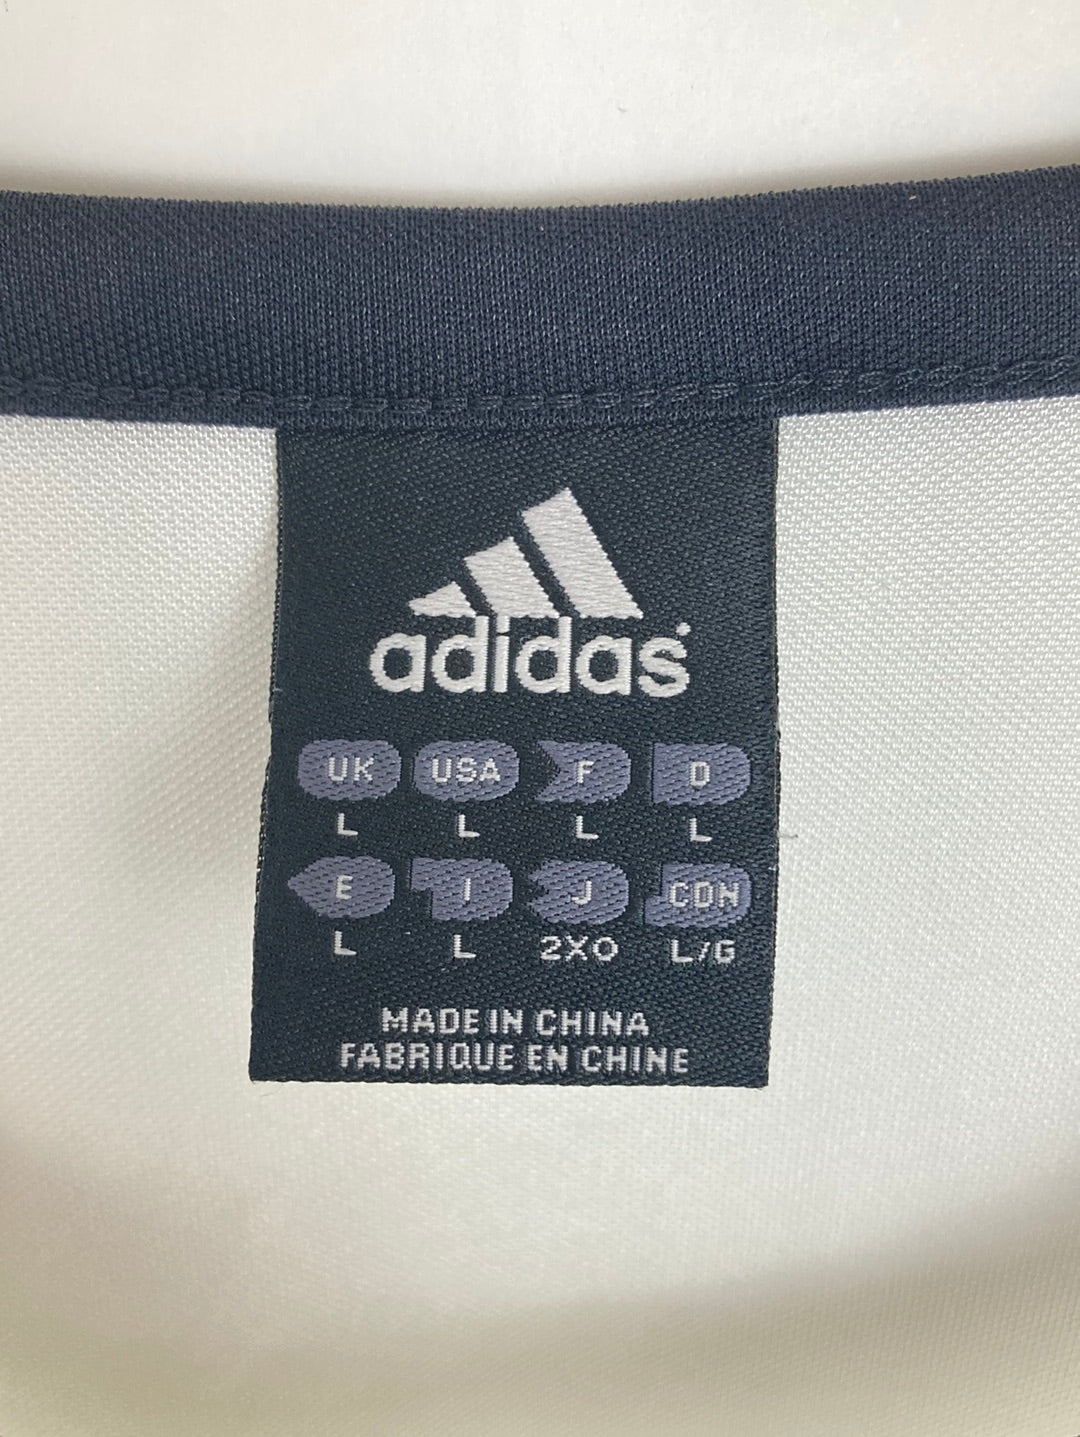 adidas
UK USA F D
L L L L
E I J CDN
L L 2XO L/G
MADE IN CHINA
FABRIQUE EN CHINE